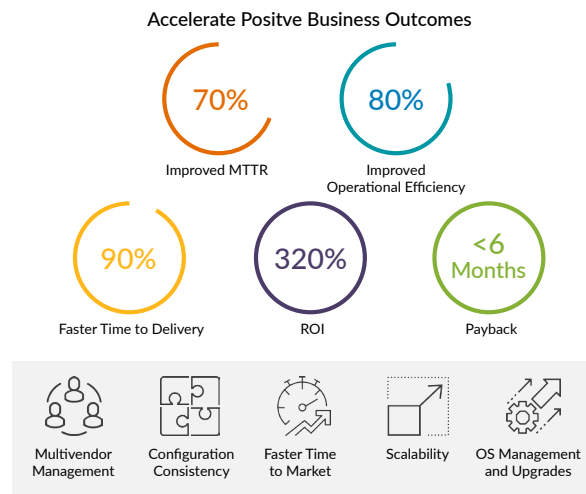 Accelerate Positve Business Outcomes
70%
80%
Improved MTTR
Improved
Operational Efficiency
90%
320%
<6
Months
Faster Time to Delivery
ROI
Payback
Multivendor
Management
Configuration
Consistency
Faster Time
to Market
Scalability
OS Management
and Upgrades